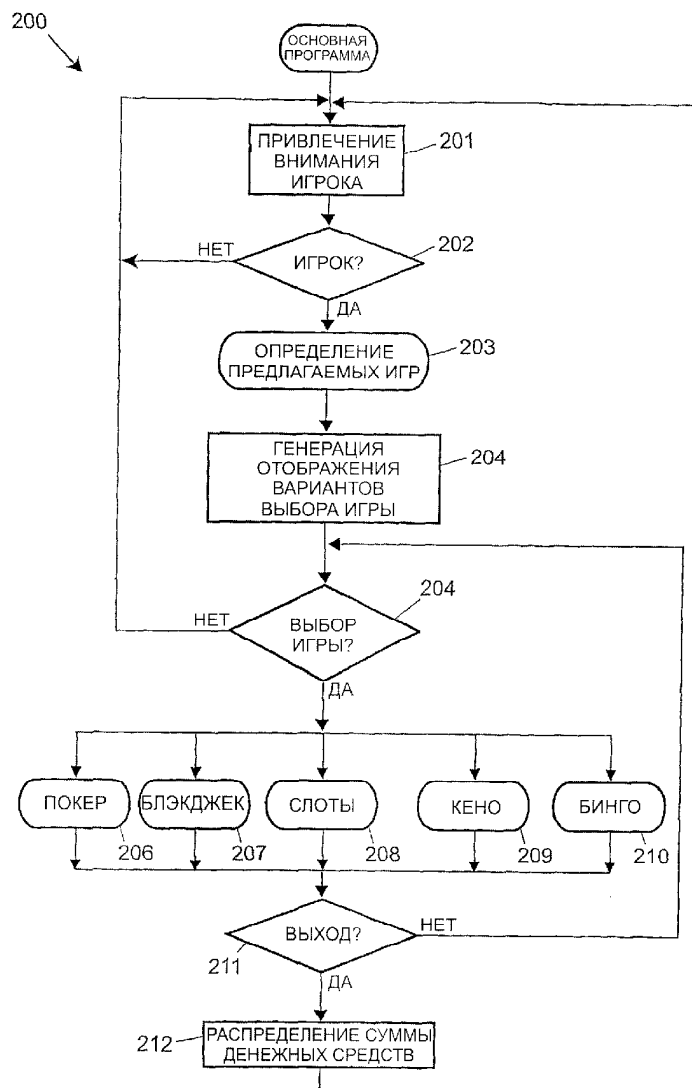 200
ОСНОВНАЯ
ПРОГРАММА
ПРИВЛЕЧЕНИЕ
ВНИМАНИЯ
ИГРОКА
201
НЕТ
ИГРОК?
202
ДА
ОПРЕДЕЛЕНИЕ
ПРЕДЛАГАЕМЫХ ИГР
203
ГЕНЕРАЦИЯ
ОТОБРАЖЕНИЯ
ВАРИАНТОВ
ВЫБОРА ИГРЫ
204
НЕТ
ВЫБОР
ИГРЫ?
204
ДА
ПОКЕР
БЛЭКДЖЕК
СЛОТЫ
КЕНО
БИНГО
206
207
208
209
210
ВЫХОД?
НЕТ
211
ДА
212
РАСПРЕДЕЛЕНИЕ СУММЫ
ДЕНЕЖНЫХ СРЕДСТВ